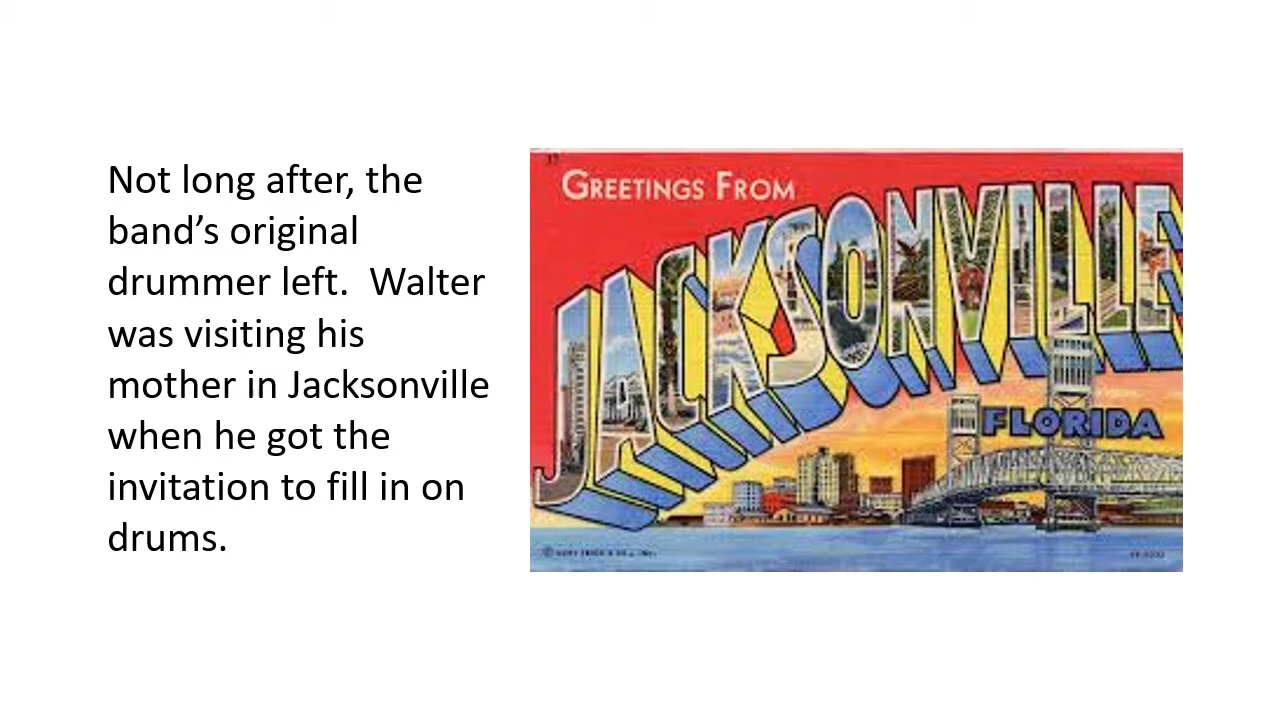 Not long after, the
band’s original
drummer left.  Walter
was visiting his
mother in Jacksonville
when he got the
invitation to fill in on
drums.
GREETINGS FROM
JACKSONVILLE
FLORIDA